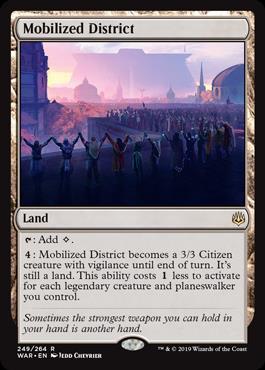 Mobilized District
Land
T: Add C.
4: Mobilized District becomes a 3/3 Citizen
creature with vigilance until end of turn. It's
still a land. This ability costs 1 less to activate
for each legendary creature and planeswalker
you control.
Sometimes the strongest weapon you can hold in
your hand is another hand.
249/264 R
WAR • EN Jedd Chevrier
™ & © 2019 Wizards of the Coast